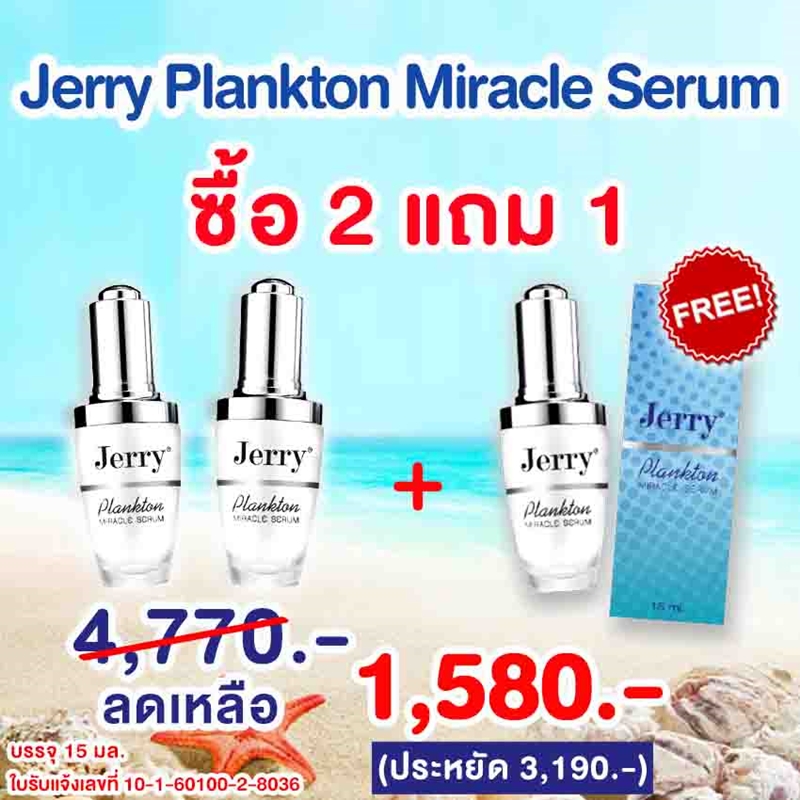 Jerry Plankton Miracle Serum
ซื้อ 2 แถม 1
FREE!
Jerry®
Plankton
MIRACLE SERUM
Jerry®
Plankton
MIRACLE SERUM
+
Jerry®
Plankton
MIRACLE SERUM
Jerry®
Plankton
MIRACLE SERUM
15 ml.
4,770.-
ลดเหลือ
1,580.-
(ประหยัด 3,190.-)
บรรจุ 15 มล.
ใบรับแจ้งเลขที่ 10-1-60100-2-8036